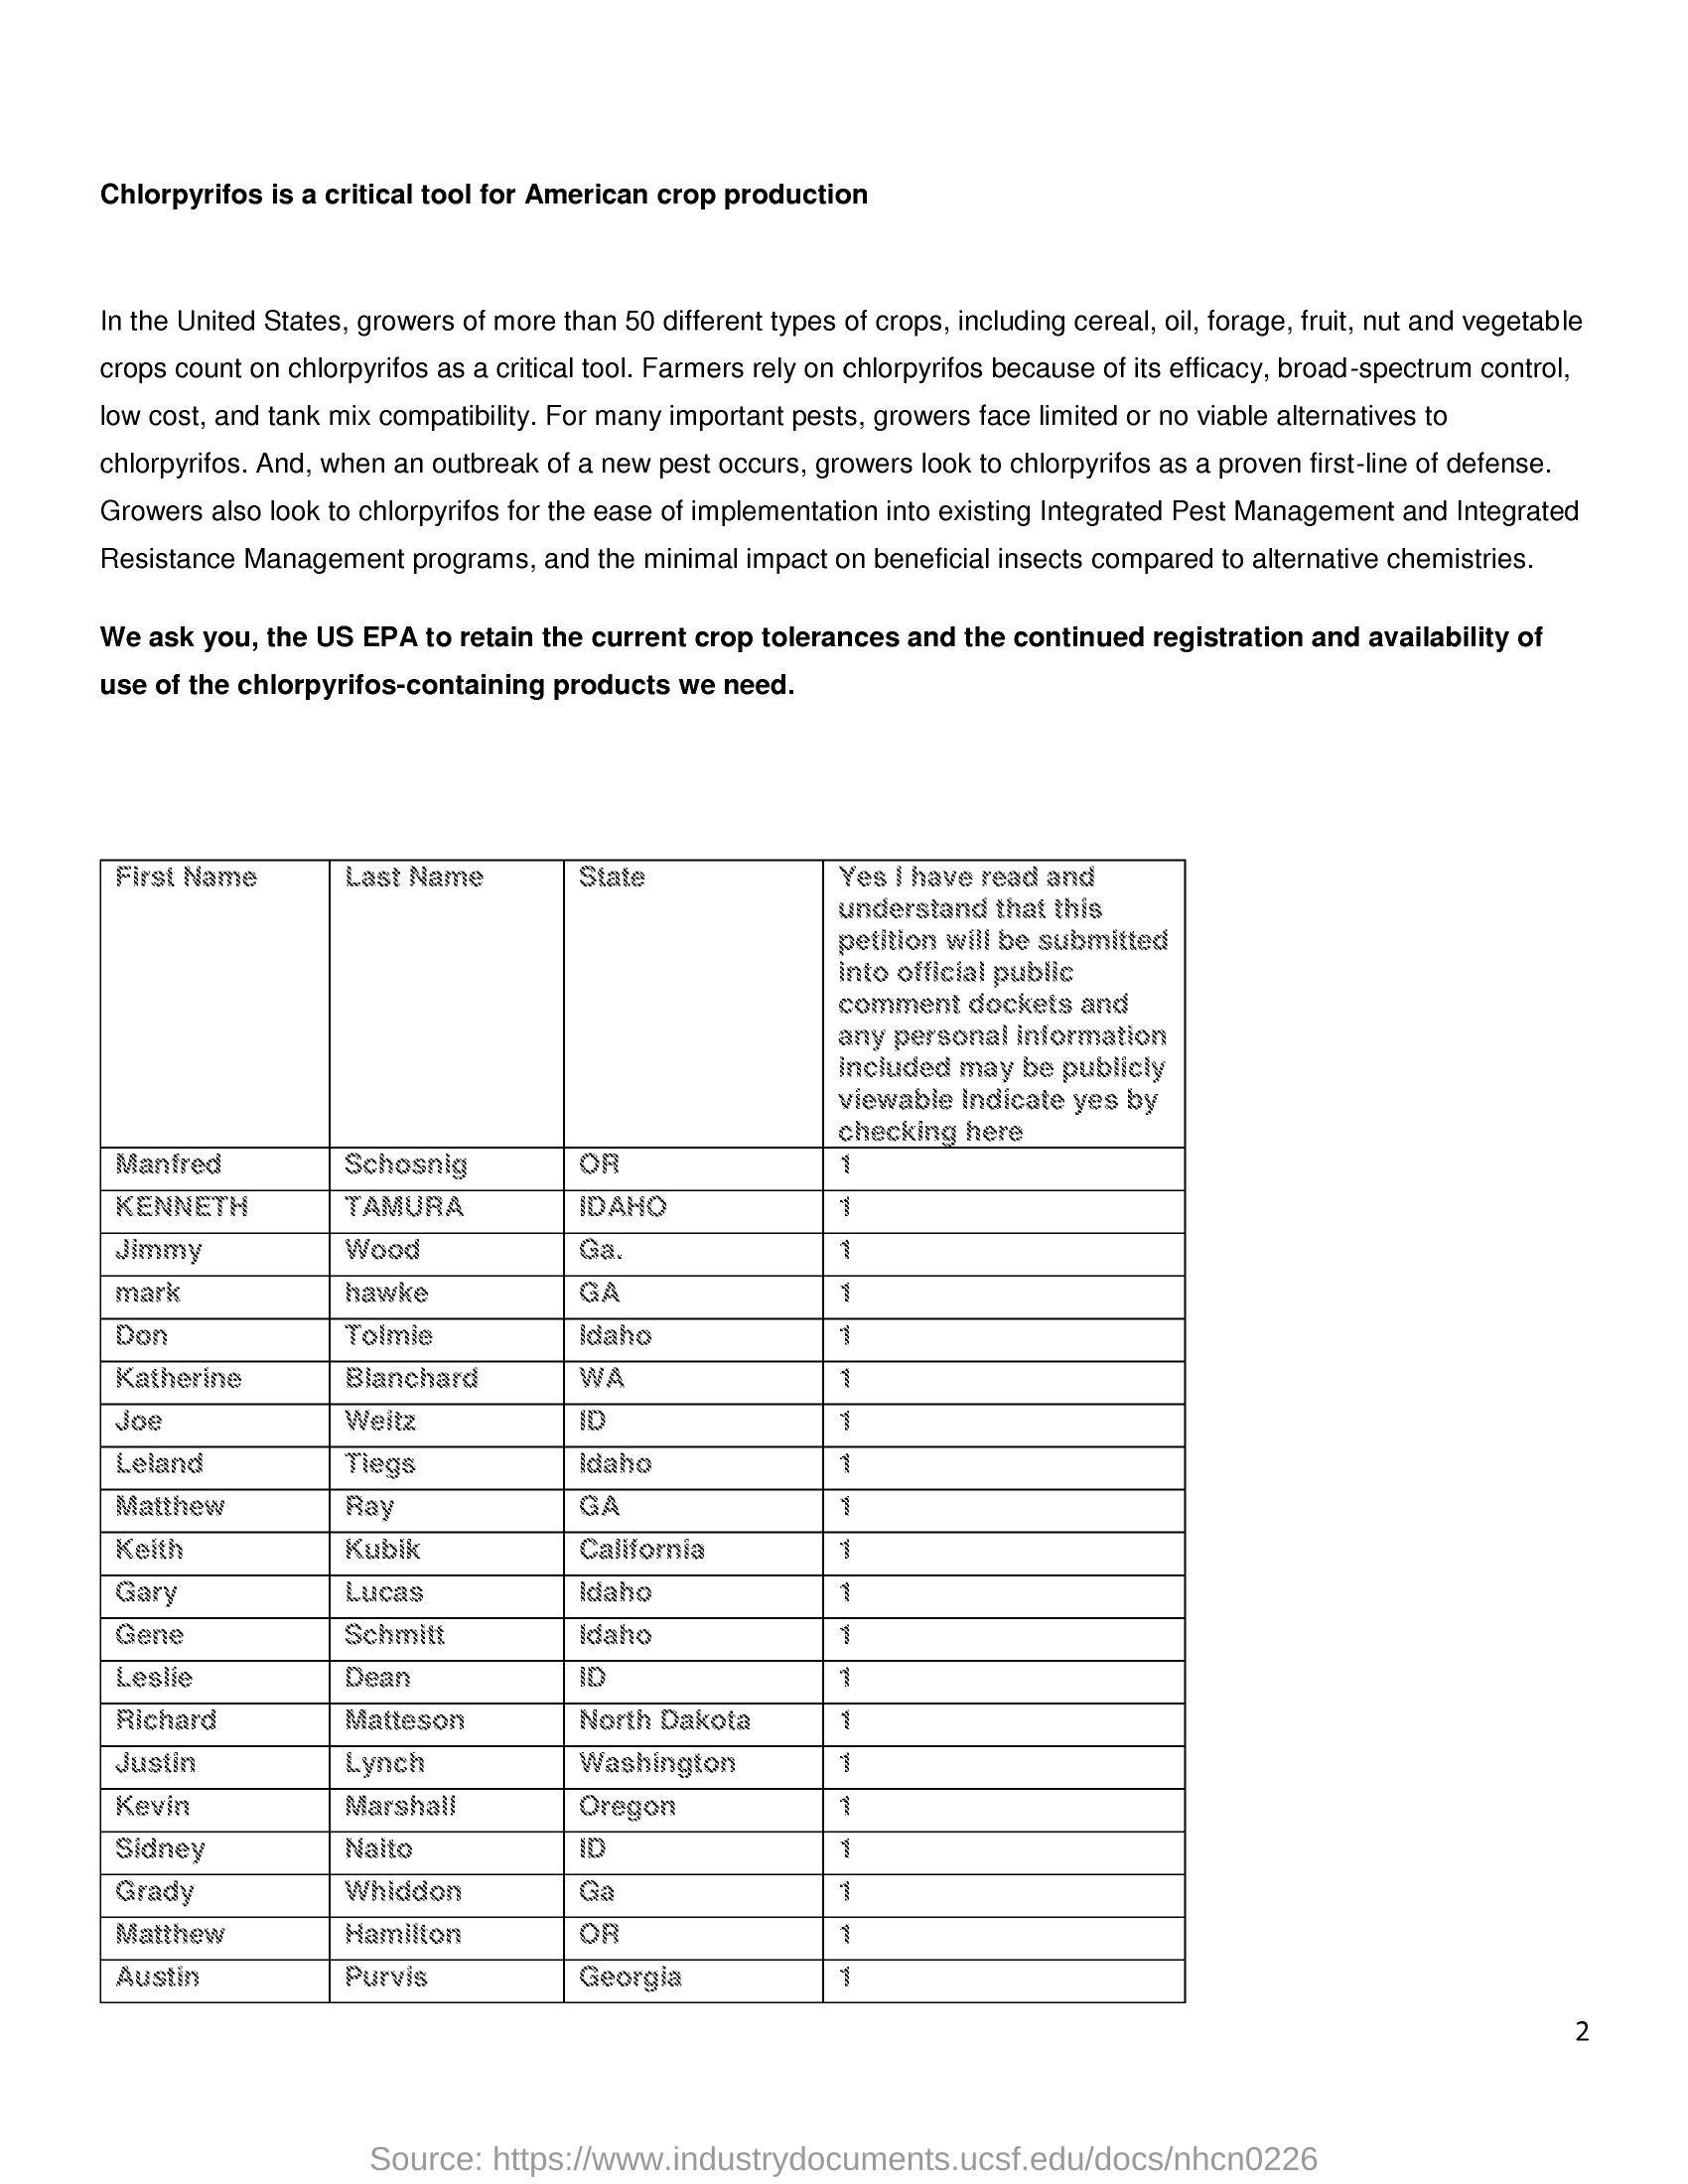 Chlorpyrifos is a critical tool for American crop production
In the United States, growers of more than 50 different types of crops, including cereal, oil, forage, fruit, nut and vegetable
crops count on chlorpyrifos as a critical tool. Farmers rely on chlorpyrifos because of its efficacy, broad-spectrum control,
low cost, and tank mix compatibility. For many important pests, growers face limited or no viable alternatives to
chlorpyrifos. And, when an outbreak of a new pest occurs, growers look to chlorpyrifos as a proven first-line of defense.
Growers also look to chlorpyrifos for the ease of implementation into existing Integrated Pest Management and Integrated
Resistance Management programs, and the minimal impact on beneficial insects compared to alternative chemistries.
We ask you, the US EPA to retain the current crop tolerances and the continued registration and availability of
use of the chlorpyrifos-containing products we need.
First Name Last Name State Yes I have read and
understand that this
petition will be submitted
into official public
comment dockets and
any personal information
included may be publicly
viewable Indicate yes by
checking here
Manfred Schosnig OR 1
KENNETH TAMURA IDAHO 1
Jimmy Wood Ga. 1
mark hawke GA 1
Don Tolmie Idaho 1
Katherine Blanchard WA 1
Joe Weitz ID 1
Leland Tiegs Idaho 1
Matthew Ray GA 1
Keith Kubik California 1
Gary Lucas Idaho 1
Gene Schmitt Idaho 1
Leslie Dean ID 1
Richard Matteson North Dakota 1
Justin Lynch Washington 1
Kevin Marshall Oregon 1
Sidney Naito ID 1
Grady Whiddon Ga 1
Matthew Hamilton OR 1
Austin Purvis Georgia 1
2
Source: https://www.industrydocuments.ucsf.edu/docs/nhcn0226